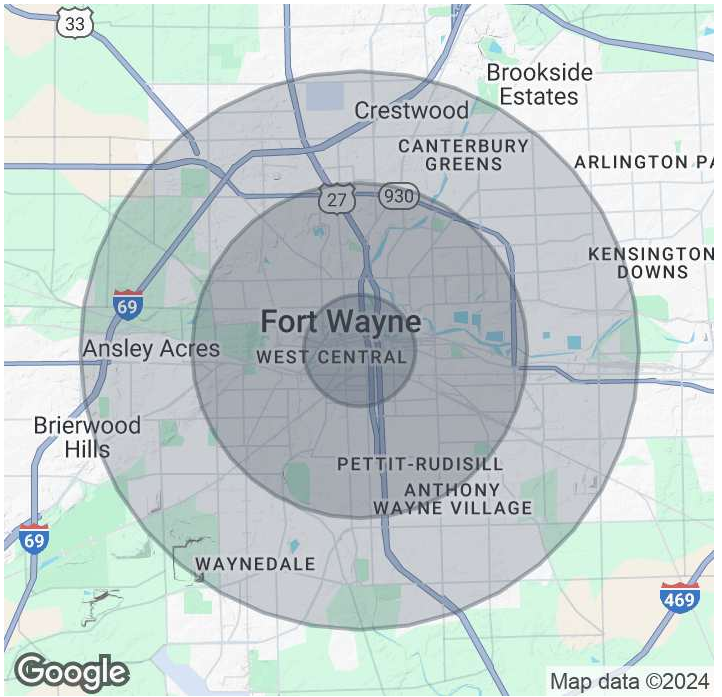 33
Brookside
Estates
Crestwood
CANTERBURY
GREENS
ARLINGTON PA
27
930
KENSINGTON
DOWNS
69
Fort Wayne
WEST CENTRAL
Ansley Acres
Brierwood
Hills
PETTIT-RUDISILL
ANTHONY
WAYNE VILLAGE
69
WAYNEDALE
469
Google
Map data ©2024